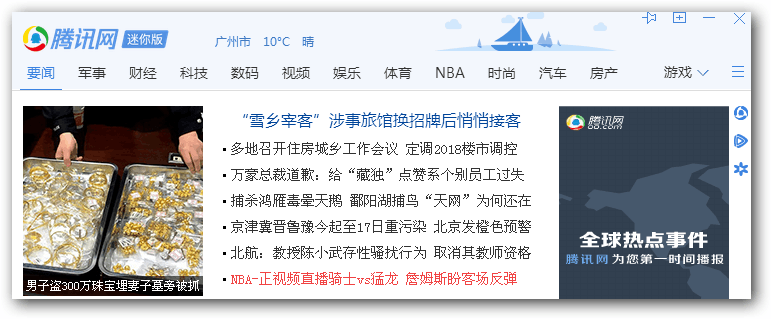 腾讯网 迷你版
广州市 10°C 晴
要闻 军事 财经 科技 数码 视频 娱乐 体育 NBA 时尚 汽车 房产 游戏
“雪乡宰客”涉事旅馆换招牌后悄悄接客
多地召开住房城乡工作会议 定调2018楼市调控
万豪总裁道歉：给“藏独”点赞系个别员工过失
捕杀鸿雁毒晕天鹅 鄱阳湖捕鸟“天网”为何还在
京津冀晋鲁豫今起至17日重污染 北京发橙色预警
北航：教授陈小武存性骚扰行为 取消其教师资格
NBA-正视频直播骑士vs猛龙 詹姆斯盼客场反弹
男子盗300万珠宝埋妻子墓旁被抓
腾讯网
QQ.com
全球热点事件
腾讯网 为您第一时间播报